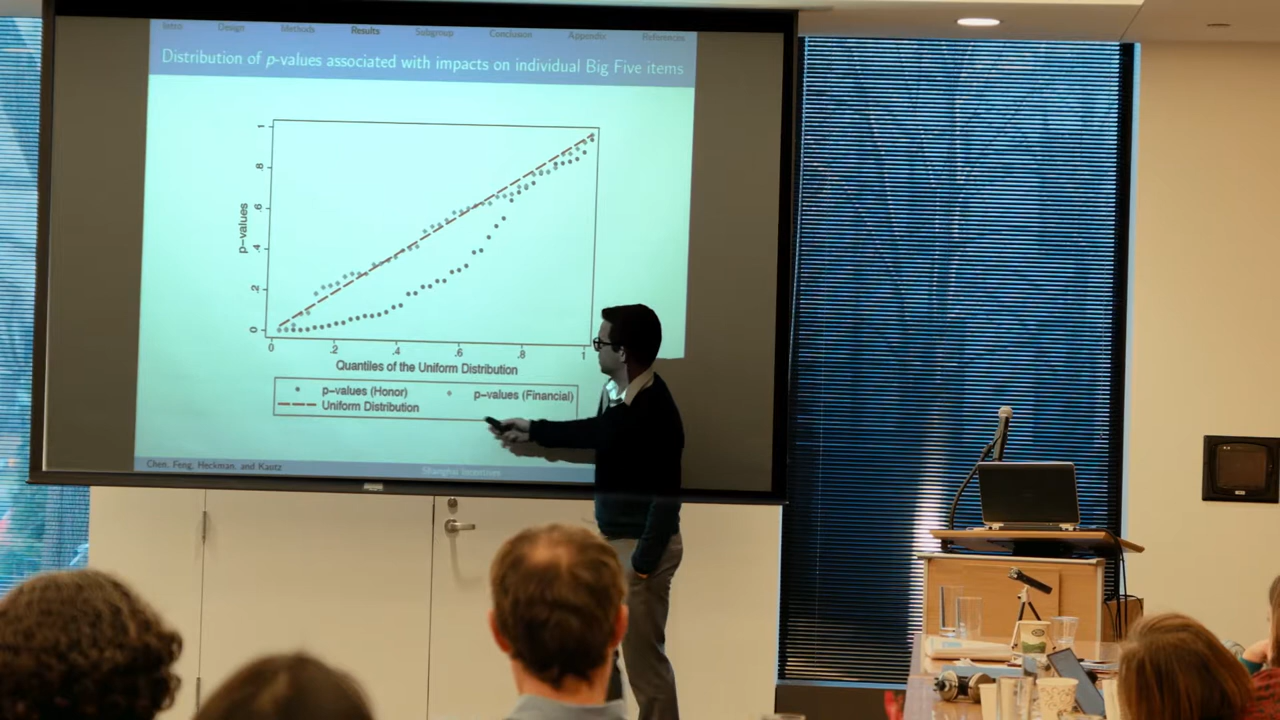 Intro Design Methods Results Subgroup Conclusion Appendix References
Distribution of p-values associated with impacts on individual Big Five items
1
.8
.6
.4
.2
0
p-values
0 .2 .4 .6 .8 1
Quantiles of the Uniform Distribution
p-values (Honor) p-values (Financial)
Uniform Distribution
Chen, Feng, Heckman, and Kautz Shanghai Incentives